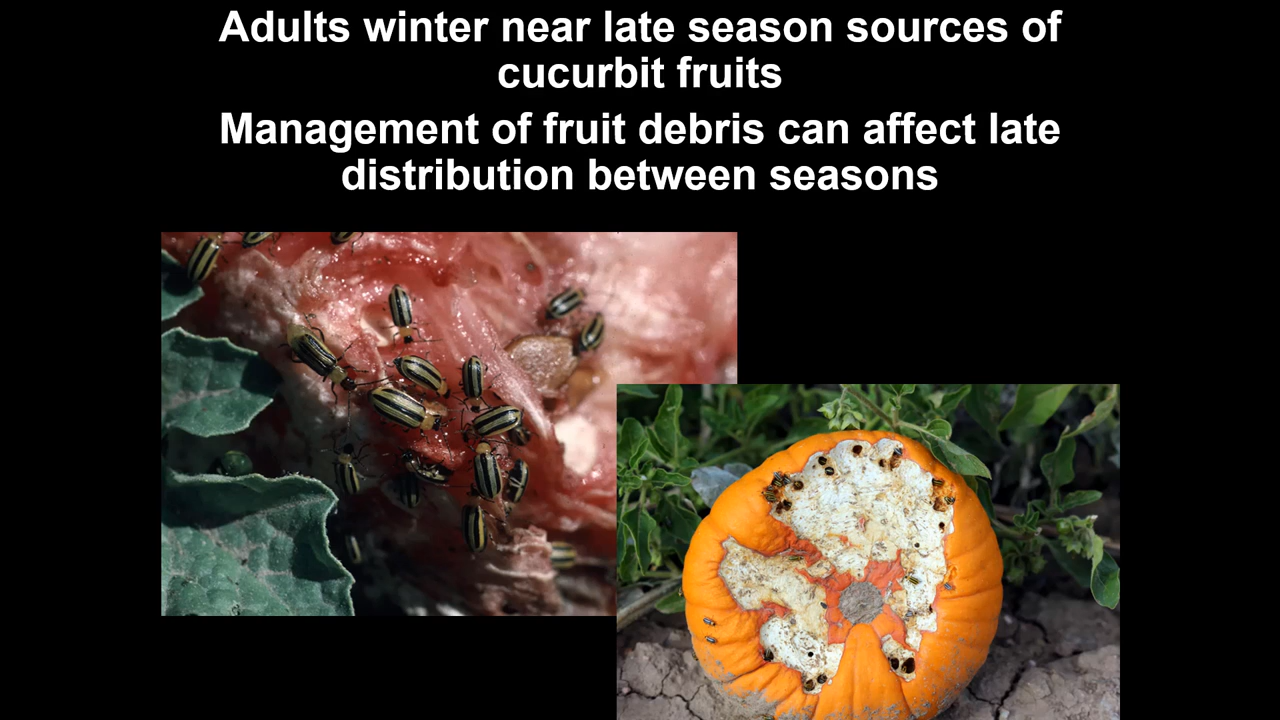 Adults winter near late season sources of
cucurbit fruits
Management of fruit debris can affect late
distribution between seasons